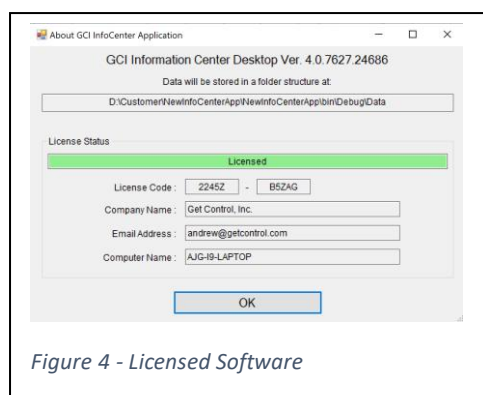 About GCI InfoCenter Application
GCI Information Center Desktop Ver. 4.0.7627.24686
Data will be stored in a folder structure at:
D:\Customer\NewInfoCenterApp\NewInfoCenterApp\bin\Debug\Data
License Status
Licensed
License Code : 2245Z - B5ZAG
Company Name : Get Control, Inc.
Email Address : andrew@getcontrol.com
Computer Name : AJG-I9-LAPTOP
OK
Figure 4 - Licensed Software